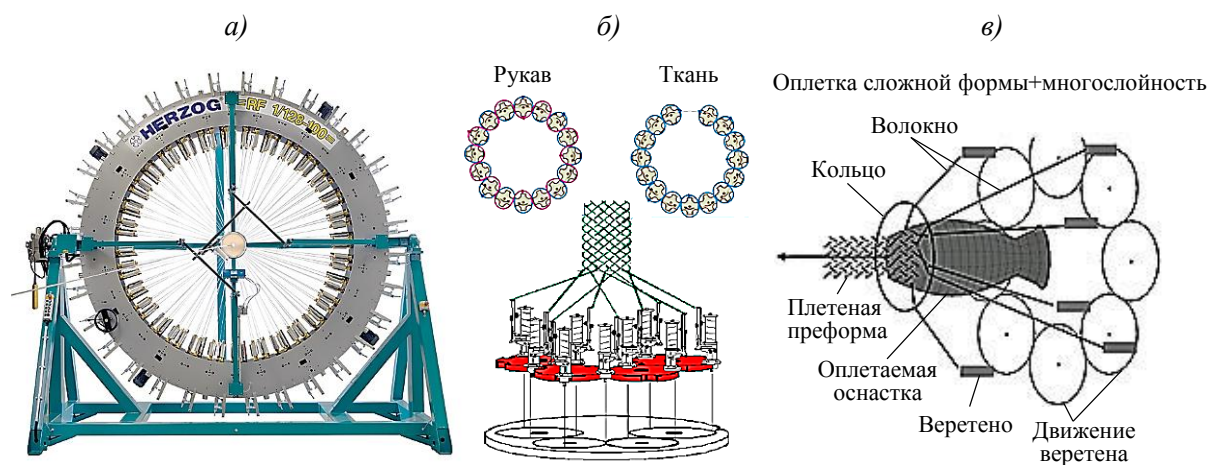 а)
б)
в)
HERZOG RF 1/128-100
Рукав
Ткань
Оплетка сложной формы+многослойность
Волокно
Кольцо
Плетеная
преформа
Оплетаемая
оснастка
Веретено
Движение
веретена